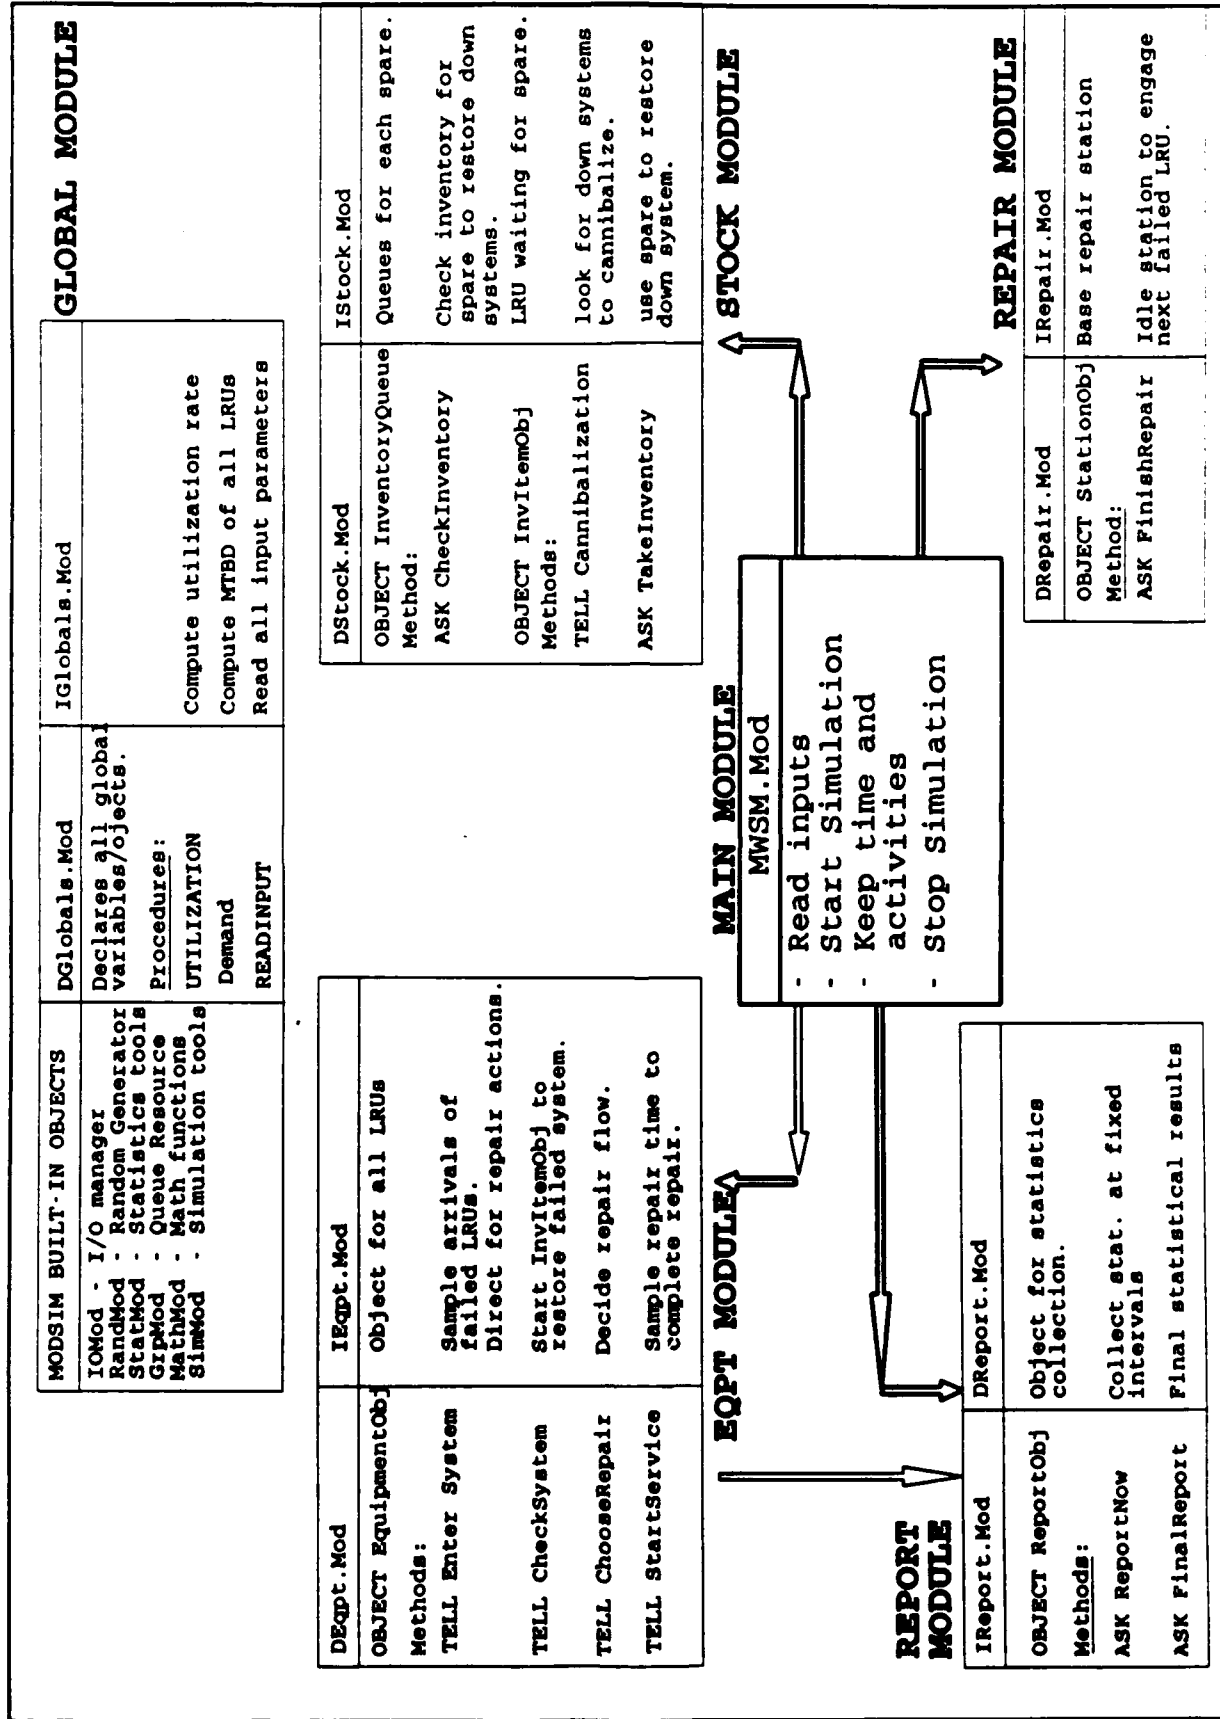 GLOBAL MODULE
MODSIM BUILT-IN OBJECTS
IOMod - I/O manager
RandMod - Random Generator
StatMod - Statistics tools
GrpMod - Queue Resource
MathMod - Math functions
SimMod - Simulation tools
DGlobals.Mod
Declares all global
variables/ojects.
Procedures:
UTILIZATION
Demand
READINPUT
IGlobals.Mod
Compute utilization rate
Compute MTBD of all LRUs
Read all input parameters
DEqpt.Mod
OBJECT EquipmentObj
Methods:
TELL Enter System
TELL CheckSystem
TELL ChooseRepair
TELL StartService
IEqpt.Mod
Object for all LRUs
Sample arrivals of
failed LRUs.
Direct for repair actions.
Start InvItemObj to
restore failed system.
Decide repair flow.
Sample repair time to
complete repair.
EQPT MODULE
DStock.Mod
OBJECT InventoryQueue
Method:
ASK CheckInventory
OBJECT InvItemObj
Methods:
TELL Cannibalization
ASK TakeInventory
IStock.Mod
Queues for each spare.
Check inventory for
spare to restore down
systems.
LRU waiting for spare.
look for down systems
to cannibalize.
use spare to restore
down system.
STOCK MODULE
MAIN MODULE
MWSM.Mod
- Read inputs
- Start Simulation
- Keep time and
activities
- Stop Simulation
REPORT
MODULE
IReport.Mod
OBJECT ReportObj
Methods:
ASK ReportNow
ASK FinalReport
DReport.Mod
Object for statistics
collection.
Collect stat. at fixed
intervals
Final statistical results
REPAIR MODULE
DRepair.Mod
OBJECT StationObj
Method:
ASK FinishRepair
IRepair.Mod
Base repair station
Idle station to engage
next failed LRU.